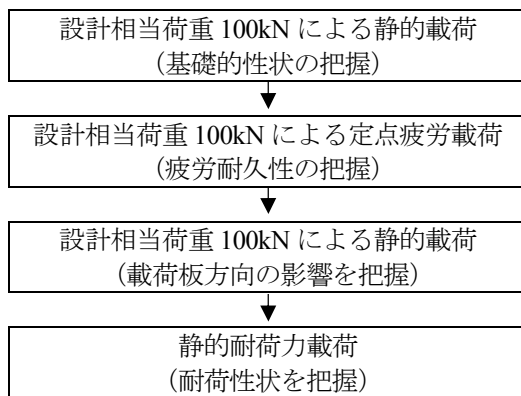 設計相当荷重 100kN による静的載荷
（基礎的性状の把握）
設計相当荷重 100kN による定点疲労載荷
（疲労耐久性の把握）
設計相当荷重 100kN による静的載荷
（載荷板方向の影響を把握）
静的耐荷力載荷
（耐荷性状を把握）